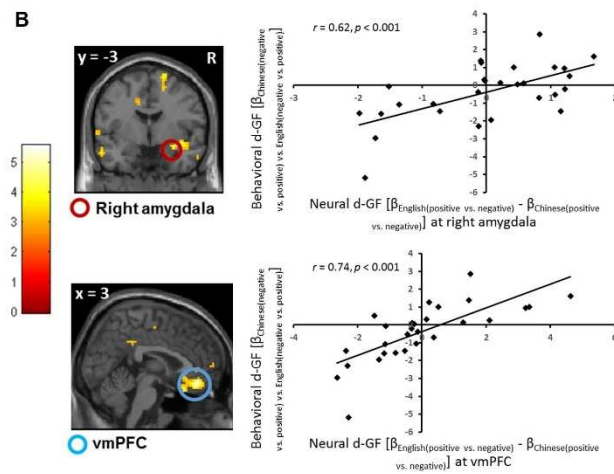 B
y = -3
R
5
4
3
2
1
0
Right amygdala
x = 3
vmPFC
Behavioral d-GF [βChinese(negative
vs. positive) vs. English(negative vs. positive)]
r = 0.62, p < 0.001
4
3
2
1
0
-1
-2
-3
-4
-5
-6
-3
-2
-1
0
1
2
Neural d-GF [βEnglish(positive vs. negative) - βChinese(positive
vs. negative)] at right amygdala
Behavioral d-GF [βChinese(negative
vs. positive) vs. English(negative vs. positive)]
r = 0.74, p < 0.001
4
3
2
1
0
-1
-2
-3
-4
-5
-6
-4
-2
0
2
4
6
Neural d-GF [βEnglish(positive vs. negative) - βChinese(positive
vs. negative)] at vmPFC